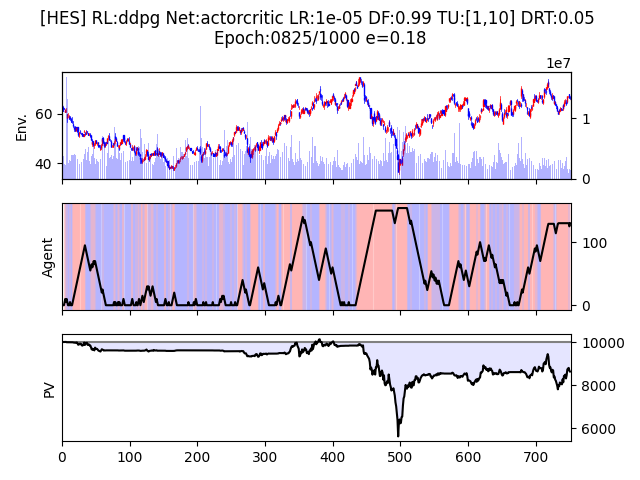 [HES] RL:ddpg Net:actorcritic LR:1e-05 DF:0.99 TU:[1,10] DRT:0.05
Epoch:0825/1000 e=0.18
1e7
Env.
60
40
1
0
Agent
100
0
PV
10000
8000
6000
0 100 200 300 400 500 600 700